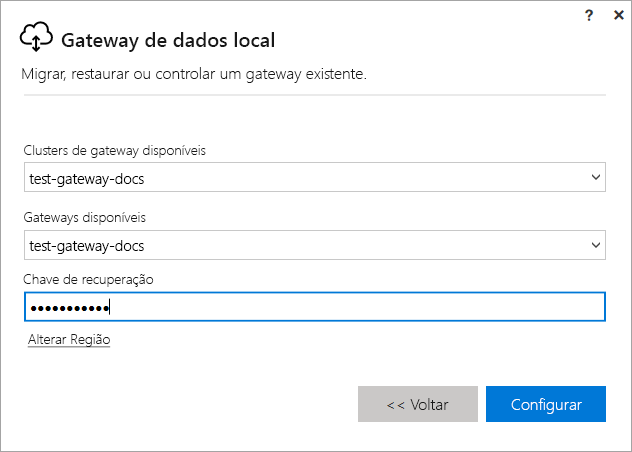 ? ×
Gateway de dados local
Migrar, restaurar ou controlar um gateway existente.
Clusters de gateway disponíveis
test-gateway-docs
Gateways disponíveis
test-gateway-docs
Chave de recuperação
●●●●●●●●●●●
Alterar Região
<< Voltar
Configurar